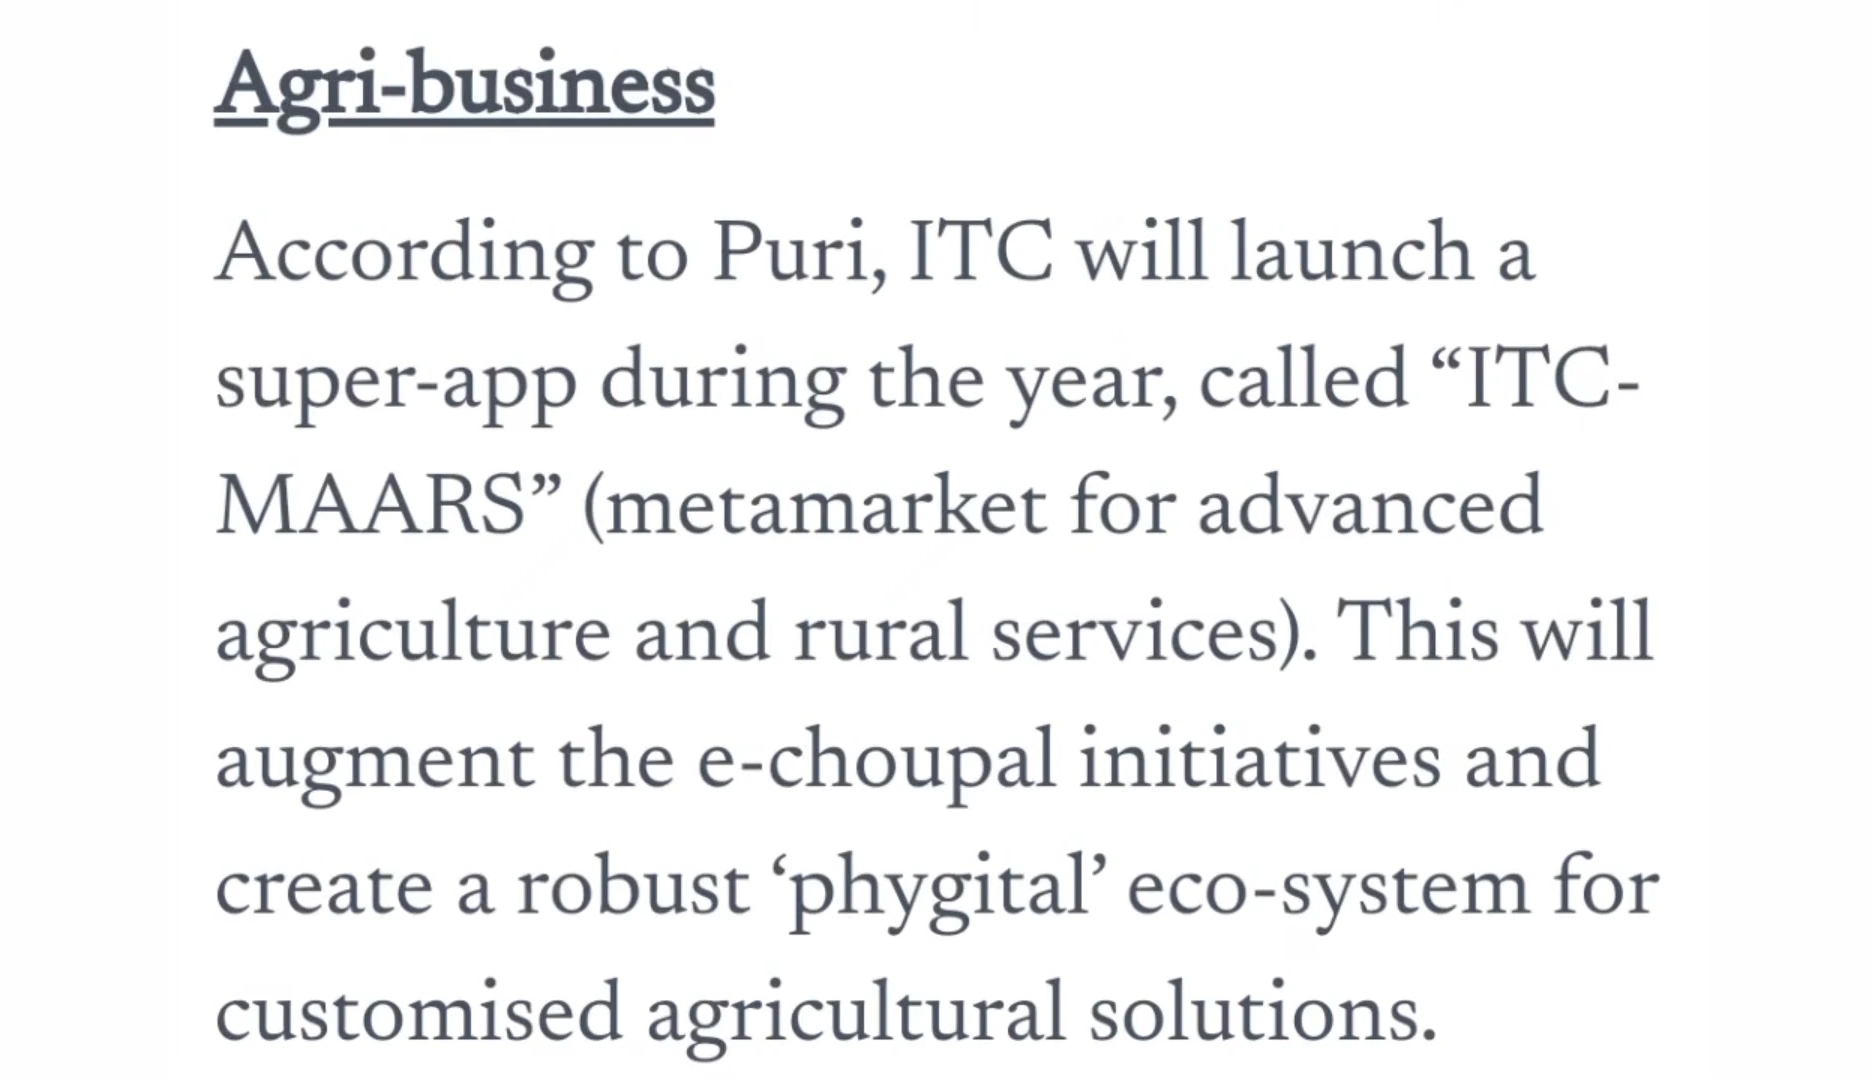 Agri-business
According to Puri, ITC will launch a
super-app during the year, called “ITC-
MAARS” (metamarket for advanced
agriculture and rural services). This will
augment the e-choupal initiatives and
create a robust ‘phygital’ eco-system for
customised agricultural solutions.